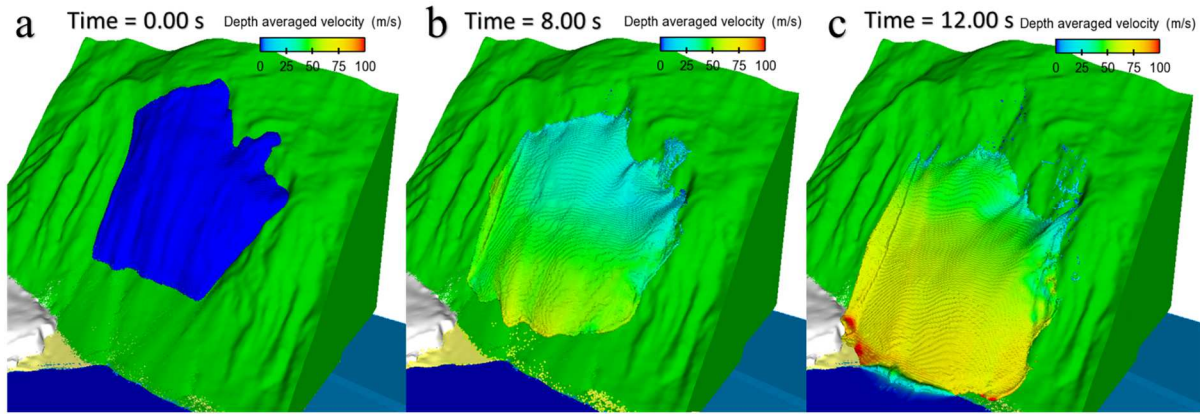 a
Time = 0.00 s
Depth averaged velocity (m/s)
0 25 50 75 100
b
Time = 8.00 s
Depth averaged velocity (m/s)
0 25 50 75 100
c
Time = 12.00 s
Depth averaged velocity (m/s)
0 25 50 75 100